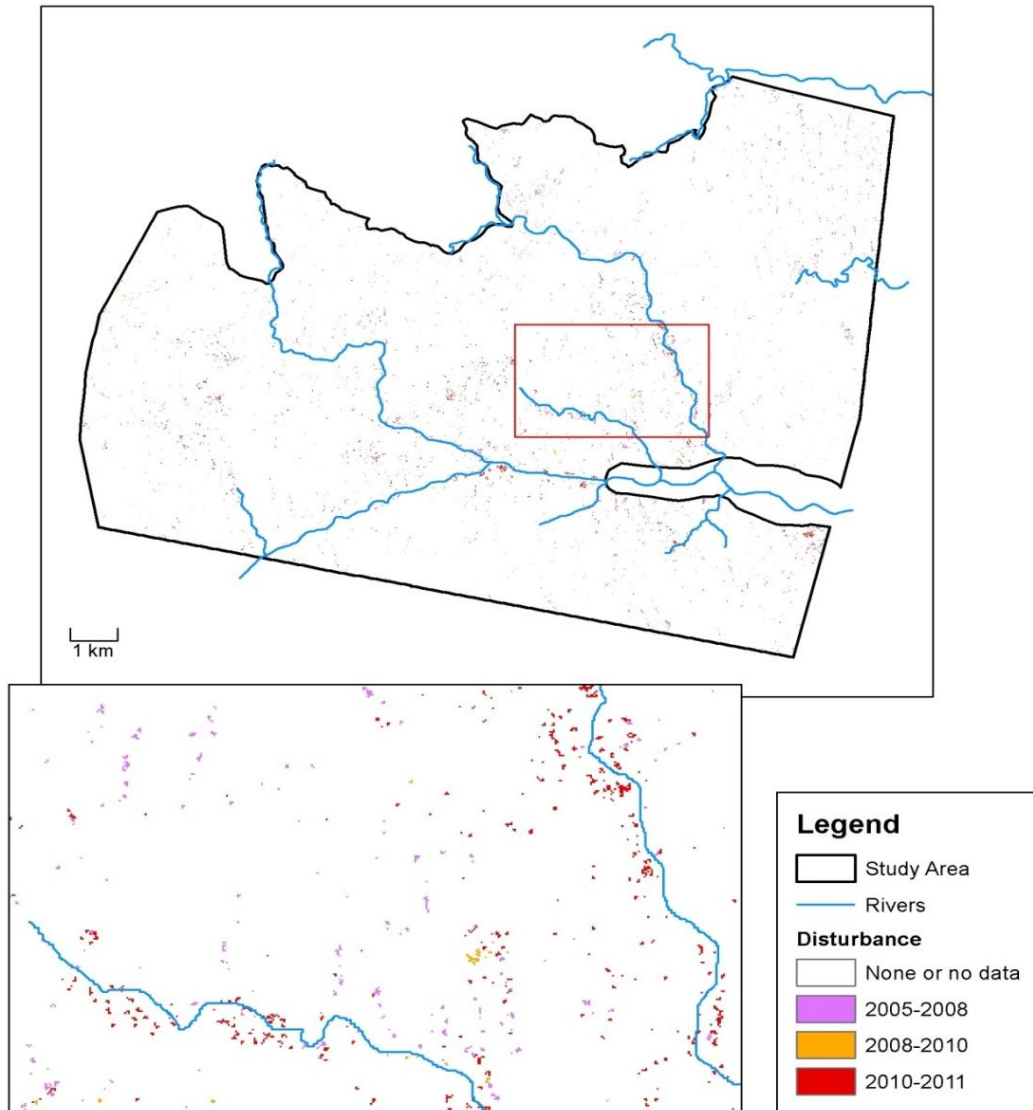 1 km
Legend
Study Area
Rivers
Disturbance
None or no data
2005-2008
2008-2010
2010-2011